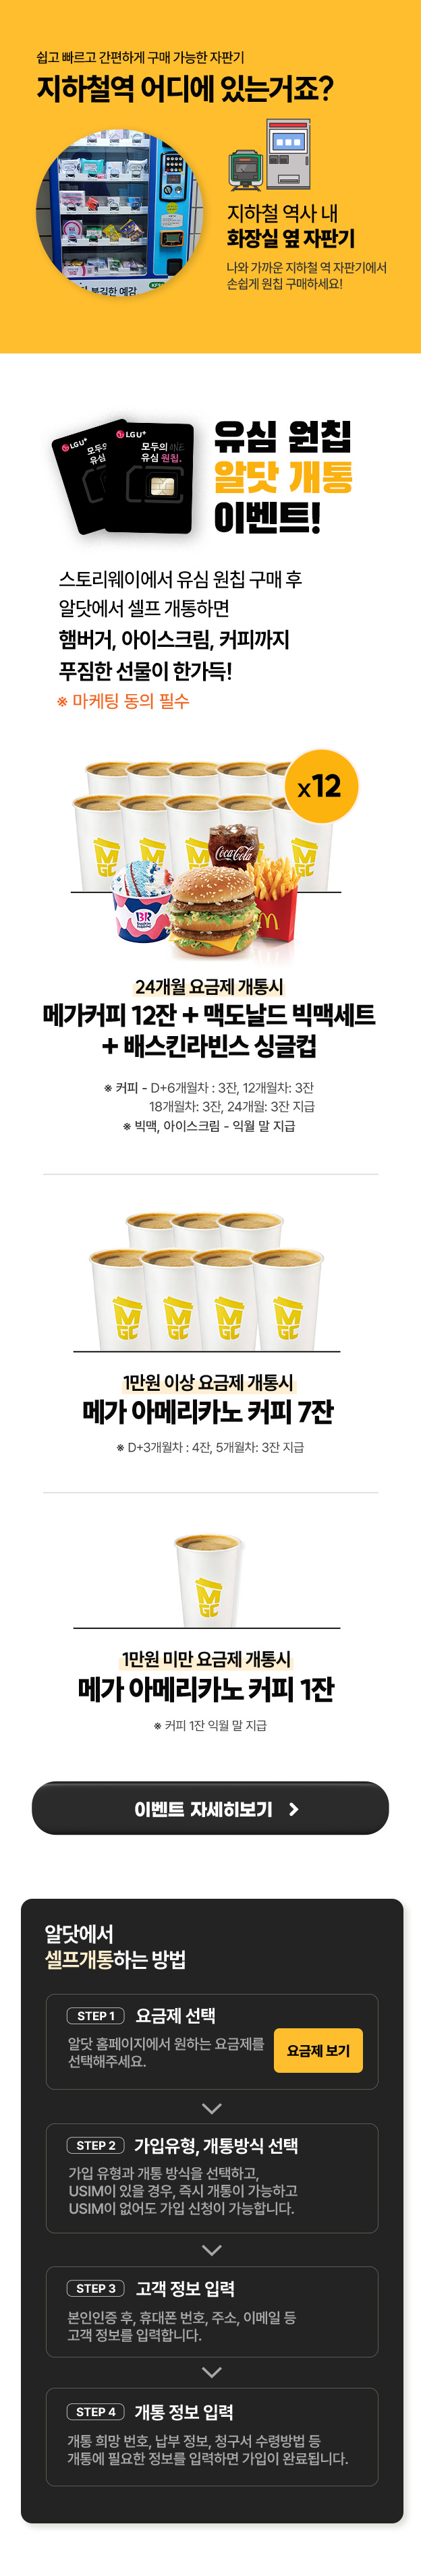 쉽고 빠르고 간편하게 구매 가능한 자판기
지하철역 어디에 있는거죠?
불길한 예감
지하철 역사 내
화장실 옆 자판기
나와 가까운 지하철 역 자판기에서
손쉽게 원칩 구매하세요!
LG U+
모두의
유심
LG U+
모두의 ONE
유심 원칩.
유심 원칩
알닷 개통
이벤트!
스토리웨이에서 유심 원칩 구매 후
알닷에서 셀프 개통하면
햄버거, 아이스크림, 커피까지
푸짐한 선물이 한가득!
※ 마케팅 동의 필수
x12
Coca-Cola
BR
24개월 요금제 개통시
메가커피 12잔 + 맥도날드 빅맥세트
+ 배스킨라빈스 싱글컵
※ 커피 - D+6개월차 : 3잔, 12개월차: 3잔
18개월차: 3잔, 24개월: 3잔 지급
※ 빅맥, 아이스크림 - 익월 말 지급
MGC MGC MGC MGC
1만원 이상 요금제 개통시
메가 아메리카노 커피 7잔
※ D+3개월차 : 4잔, 5개월차: 3잔 지급
MGC
1만원 미만 요금제 개통시
메가 아메리카노 커피 1잔
※ 커피 1잔 익월 말 지급
이벤트 자세히보기 >
알닷에서
셀프개통하는 방법
STEP 1 요금제 선택
알닷 홈페이지에서 원하는 요금제를
선택해주세요.
요금제 보기
STEP 2 가입유형, 개통방식 선택
가입 유형과 개통 방식을 선택하고,
USIM이 있을 경우, 즉시 개통이 가능하고
USIM이 없어도 가입 신청이 가능합니다.
STEP 3 고객 정보 입력
본인인증 후, 휴대폰 번호, 주소, 이메일 등
고객 정보를 입력합니다.
STEP 4 개통 정보 입력
개통 희망 번호, 납부 정보, 청구서 수령방법 등
개통에 필요한 정보를 입력하면 가입이 완료됩니다.